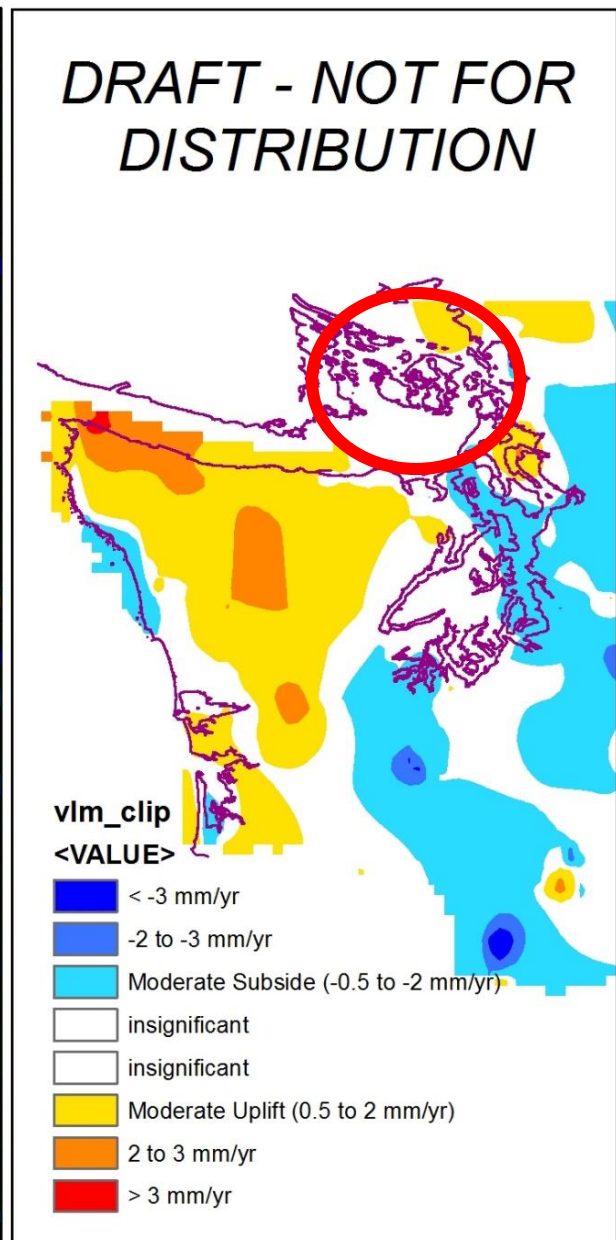 DRAFT - NOT FOR
DISTRIBUTION
vlm_clip
<VALUE>
< -3 mm/yr
-2 to -3 mm/yr
Moderate Subside (-0.5 to -2 mm/yr)
insignificant
insignificant
Moderate Uplift (0.5 to 2 mm/yr)
2 to 3 mm/yr
> 3 mm/yr